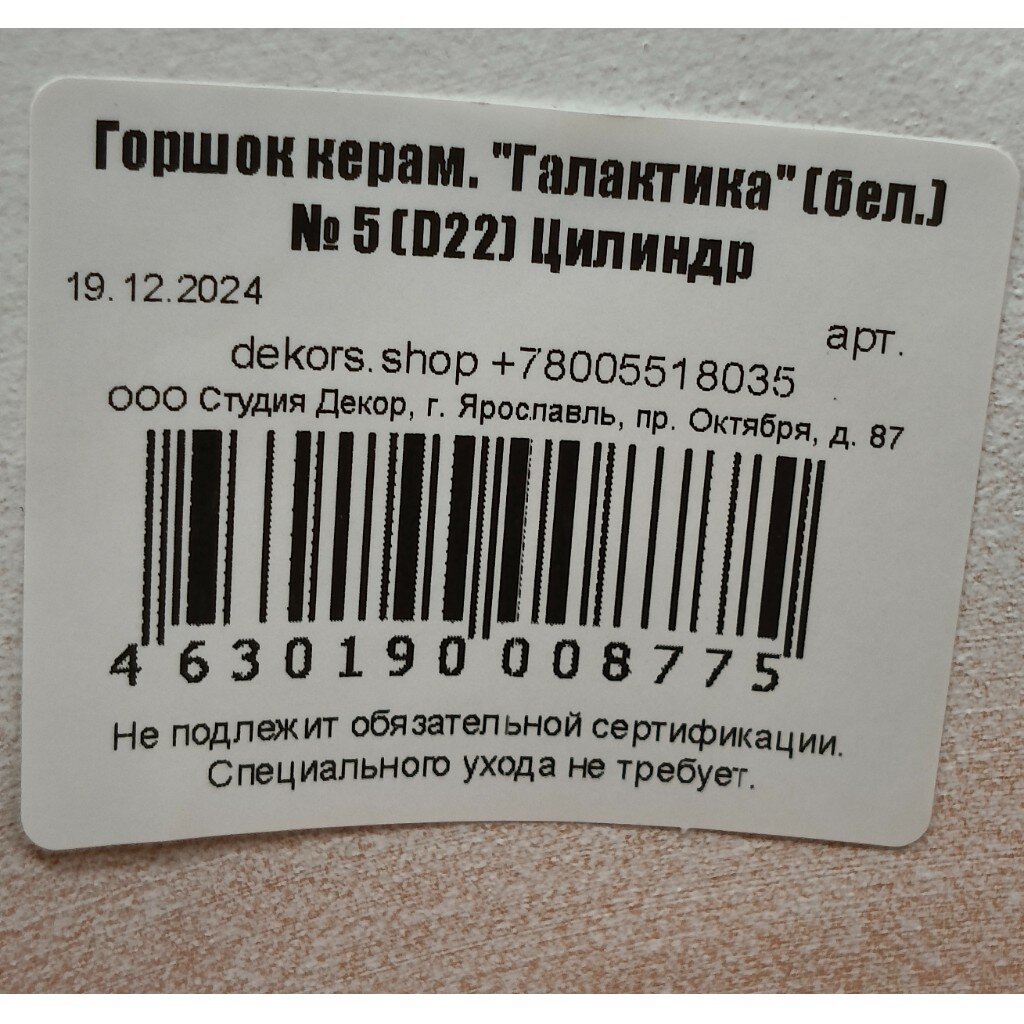 Горшок керам. "Галактика" (бел.)
№ 5 (D22) Цилиндр
19.12.2024
арт.
dekors.shop +78005518035
ООО Студия Декор, г. Ярославль, пр. Октября, д. 87
4 630190 008775
Не подлежит обязательной сертификации.
Специального ухода не требует.